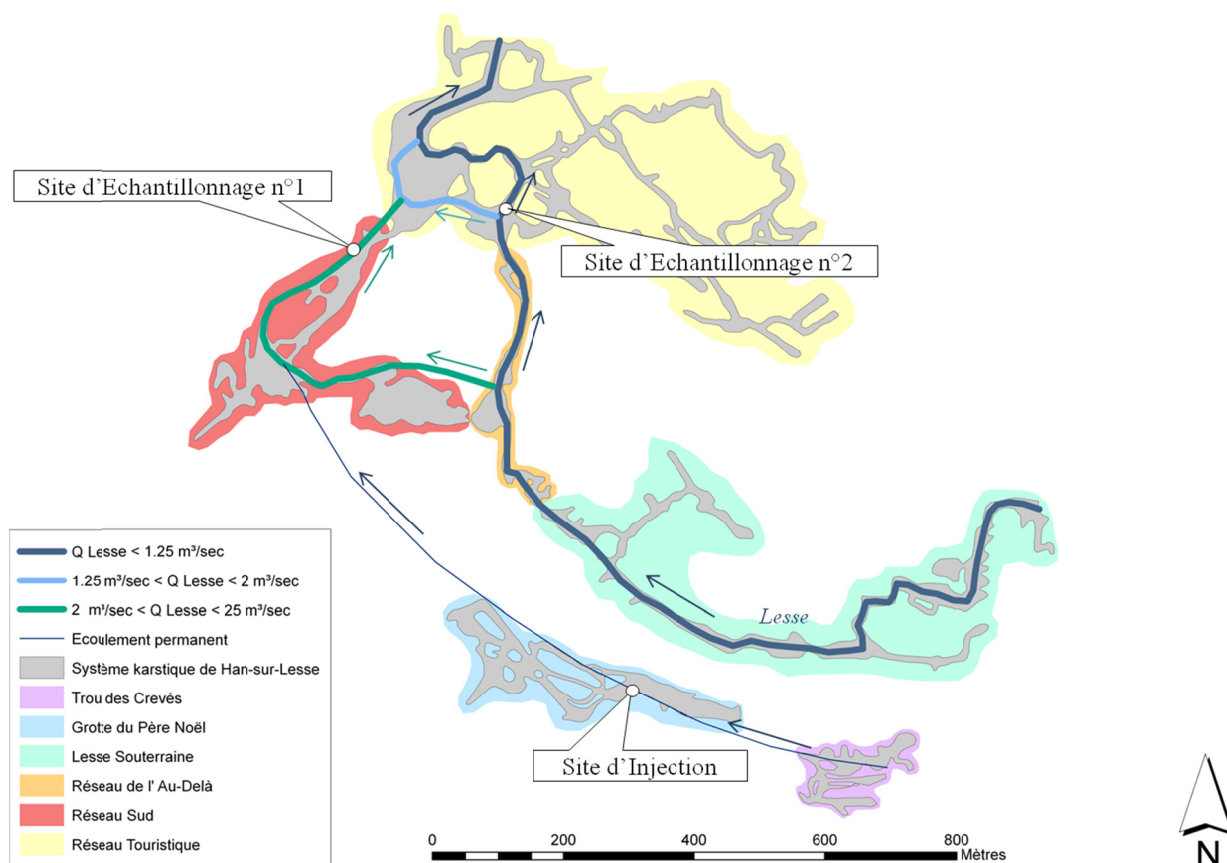 Site d'Echantillonnage n°1
Site d'Echantillonnage n°2
Lesse
Site d'Injection
Q Lesse < 1.25 m³/sec
1.25 m³/sec < Q Lesse < 2 m³/sec
2 m³/sec < Q Lesse < 25 m³/sec
Ecoulement permanent
Système karstique de Han-sur-Lesse
Trou des Crevés
Grotte du Père Noël
Lesse Souterraine
Réseau de l' Au-Delà
Réseau Sud
Réseau Touristique
0 200 400 600 800
Mètres
N